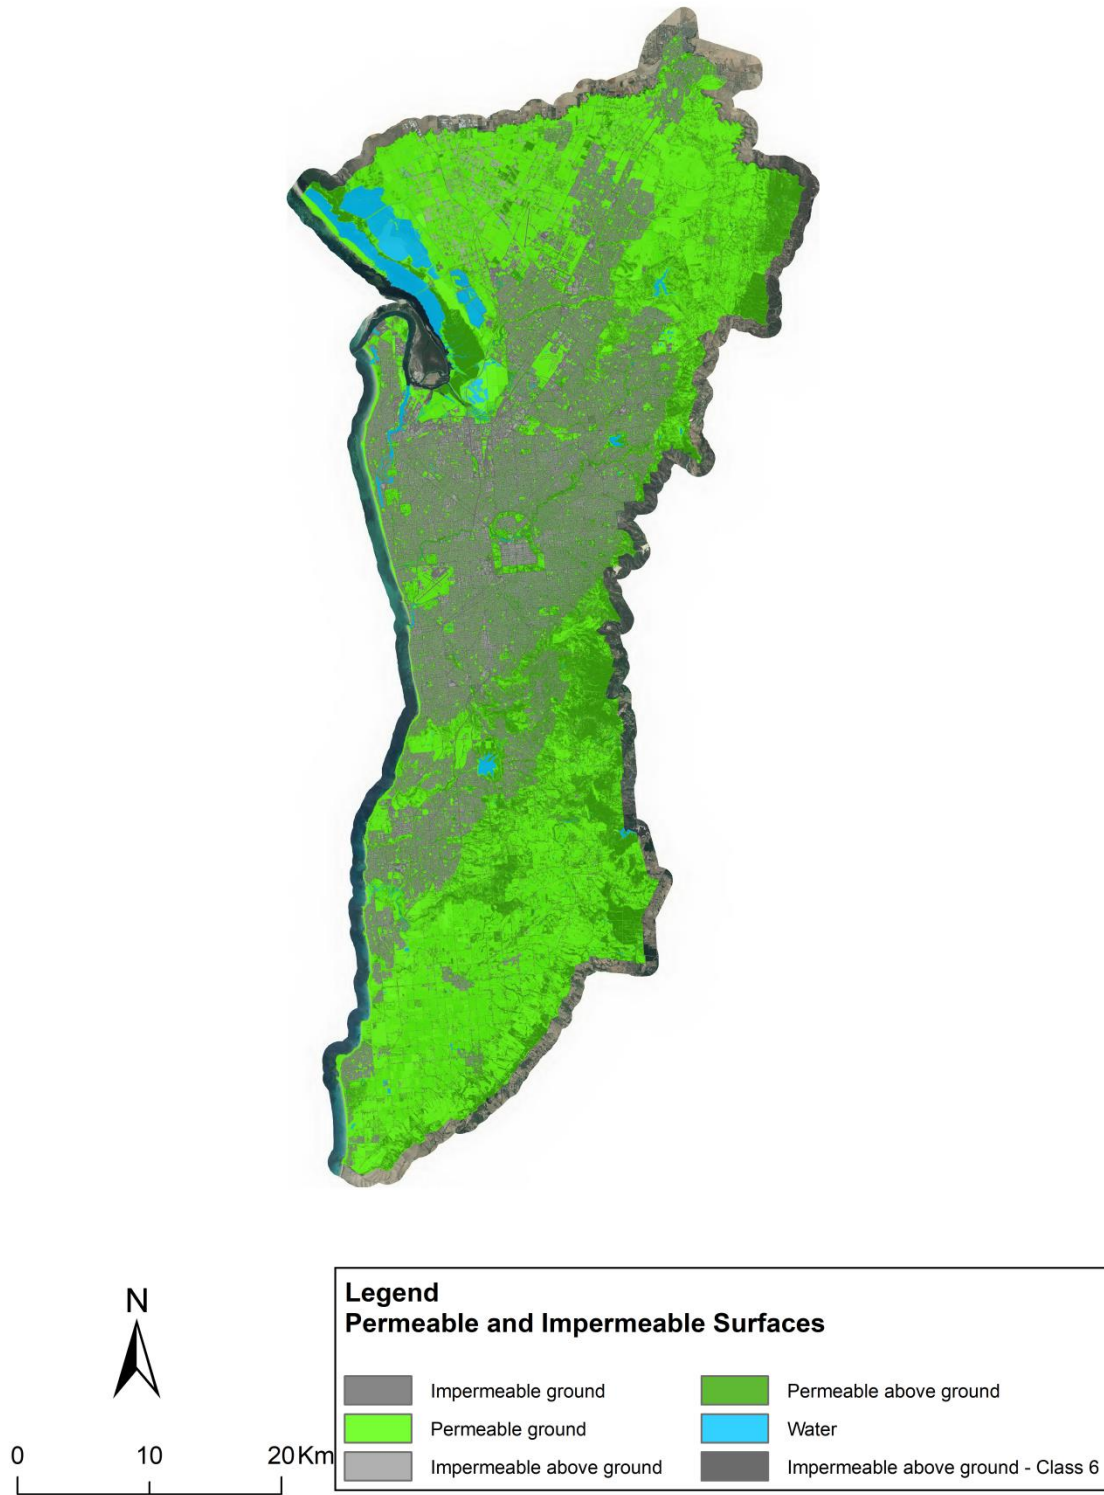 N
0 10 20Km
Legend
Permeable and Impermeable Surfaces
Impermeable ground
Permeable ground
Impermeable above ground
Permeable above ground
Water
Impermeable above ground - Class 6